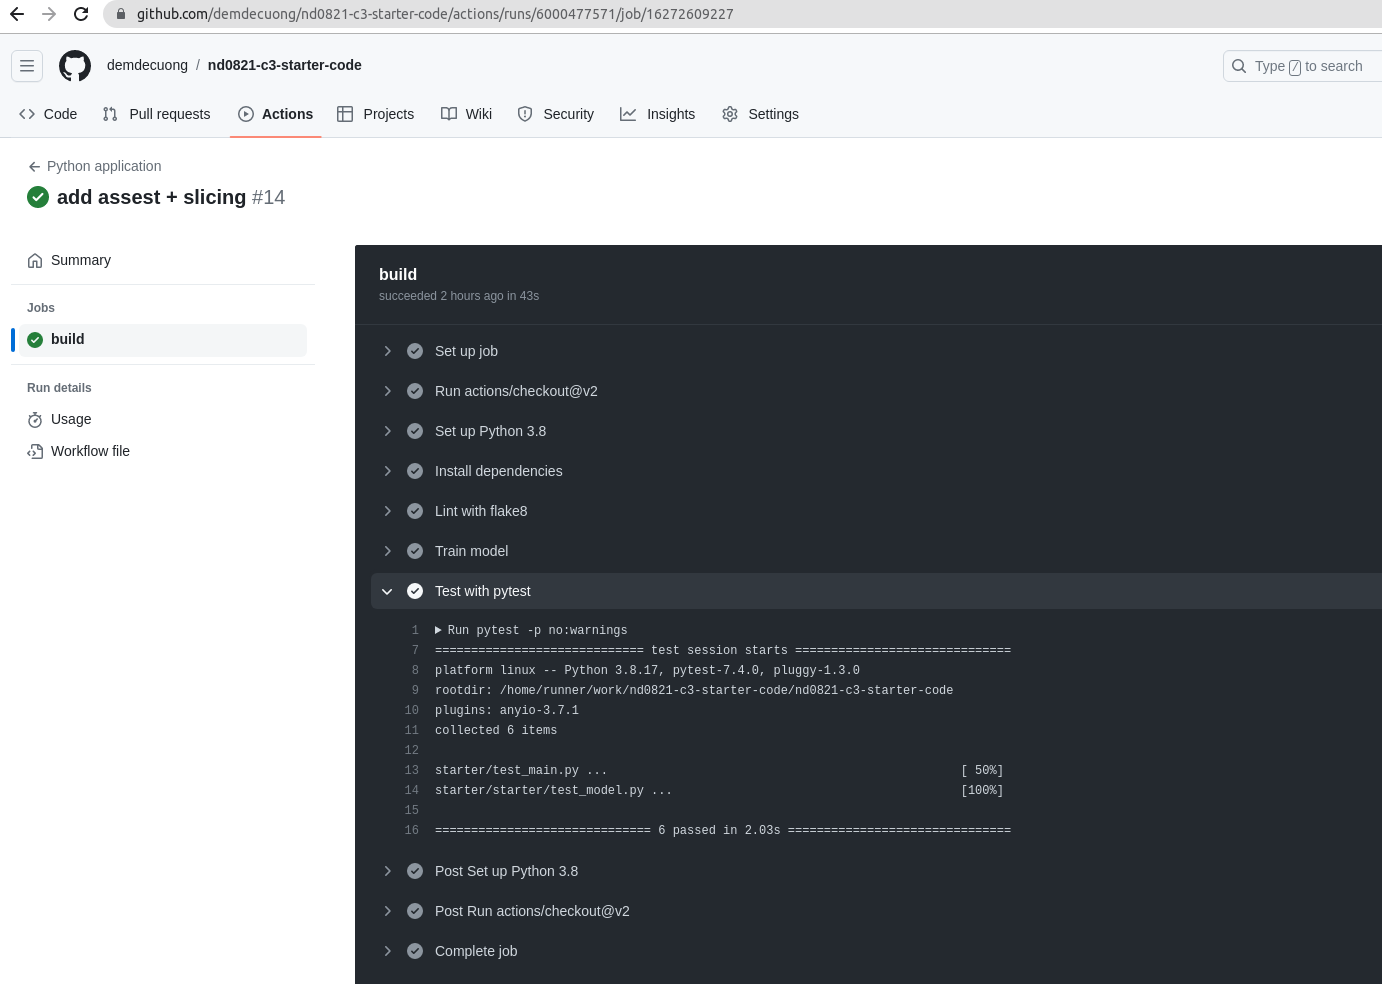 github.com/demdecuong/nd0821-c3-starter-code/actions/runs/6000477571/job/16272609227
demdecuong / nd0821-c3-starter-code
Type / to search
Code Pull requests Actions Projects Wiki Security Insights Settings
Python application
add assest + slicing #14
Summary
Jobs
build
Run details
Usage
Workflow file
build
succeeded 2 hours ago in 43s
Set up job
Run actions/checkout@v2
Set up Python 3.8
Install dependencies
Lint with flake8
Train model
Test with pytest
1 Run pytest -p no:warnings
7 ============================= test session starts ==============================
8 platform linux -- Python 3.8.17, pytest-7.4.0, pluggy-1.3.0
9 rootdir: /home/runner/work/nd0821-c3-starter-code/nd0821-c3-starter-code
10 plugins: anyio-3.7.1
11 collected 6 items
12
13 starter/test_main.py ... [ 50%]
14 starter/starter/test_model.py ... [100%]
15
16 ============================== 6 passed in 2.03s ===============================
Post Set up Python 3.8
Post Run actions/checkout@v2
Complete job